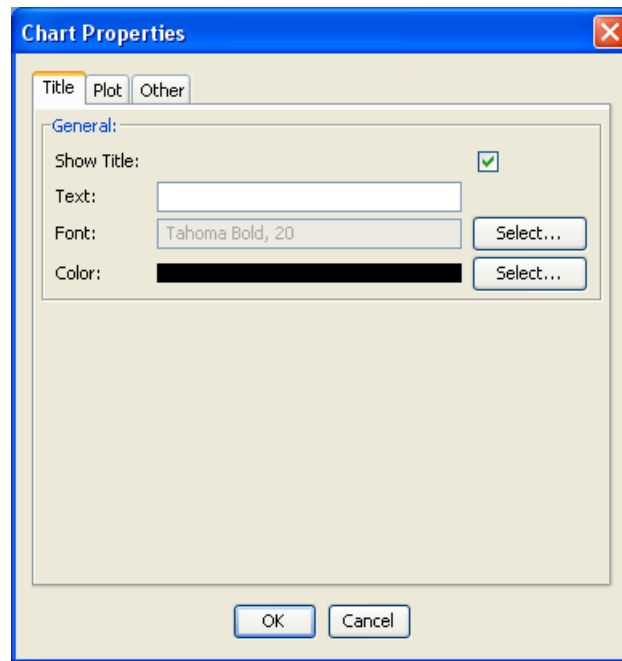 Chart Properties
Title Plot Other
General:
Show Title:
Text:
Font: Tahoma Bold, 20 Select...
Color: Select...
OK Cancel